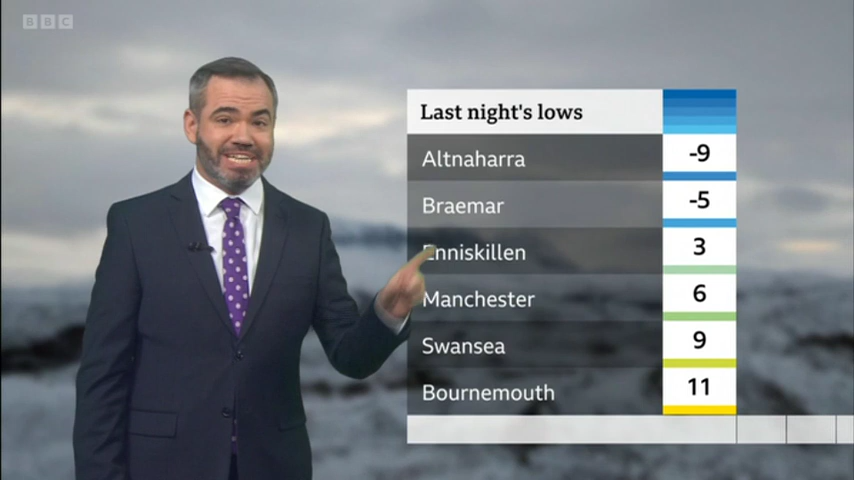 BBC
Last night's lows
Altnaharra -9
Braemar -5
Enniskillen 3
Manchester 6
Swansea 9
Bournemouth 11